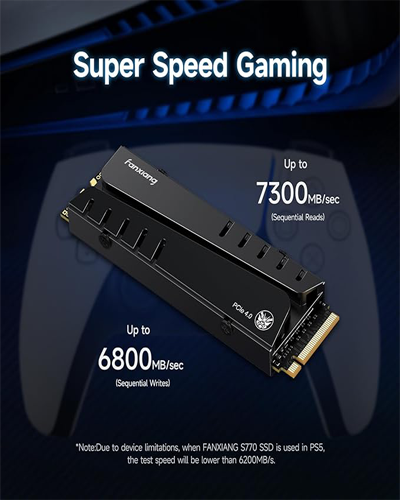 Super Speed Gaming
fanxiang
Up to
7300MB/sec
(Sequential Reads)
PCIe 4.0
Up to
6800MB/sec
(Sequential Writes)
*Note:Due to device limitations, when FANXIANG S770 SSD is used in PS5,
the test speed will be lower than 6200MB/s.